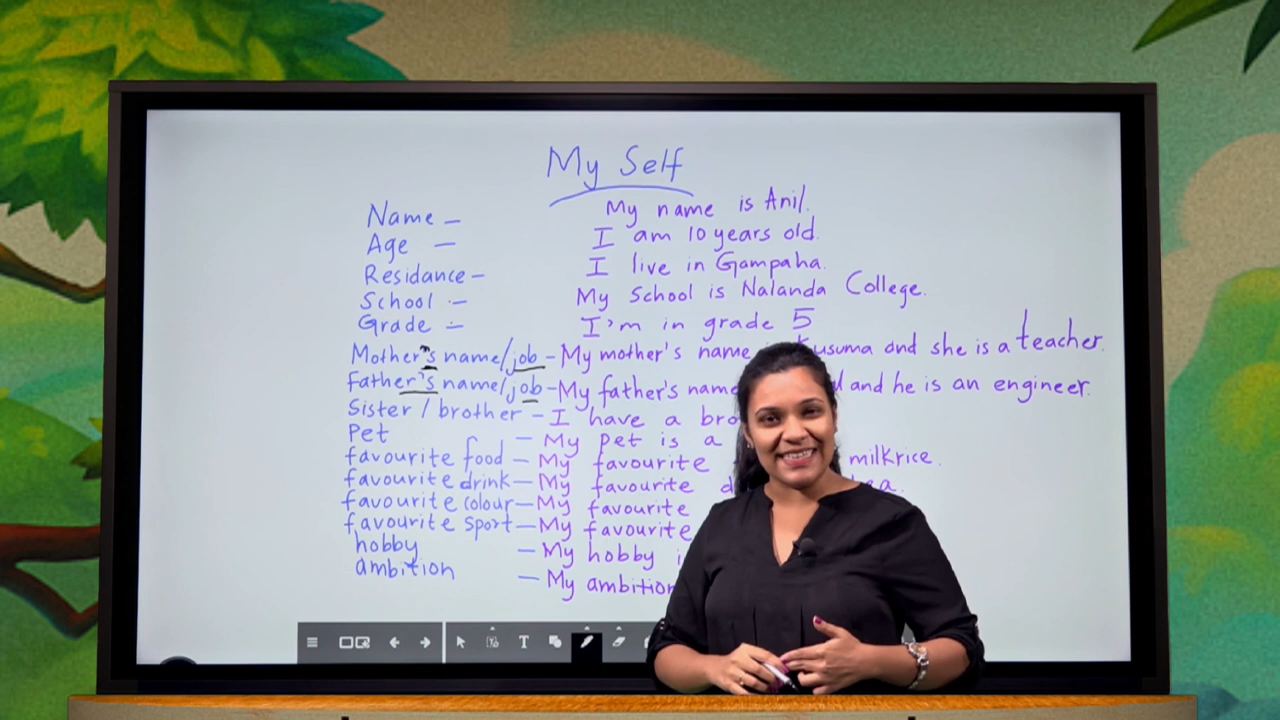 My Self
Name - My name is Anil.
Age - I am 10 years old.
Residance - I live in Gampaha.
School :- My School is Nalanda College.
Grade :- I'm in grade 5
Mother's name/job - My mother's name Kusuma and she is a teacher.
Father's name/job - My father's name and he is an engineer.
Sister / brother - I have a
Pet - My pet is a
favourite food - My favourite milkrice.
favourite drink - My favourite
favourite colour - My favourite
favourite sport - My favourite
hobby - My hobby
ambition - My ambition
T